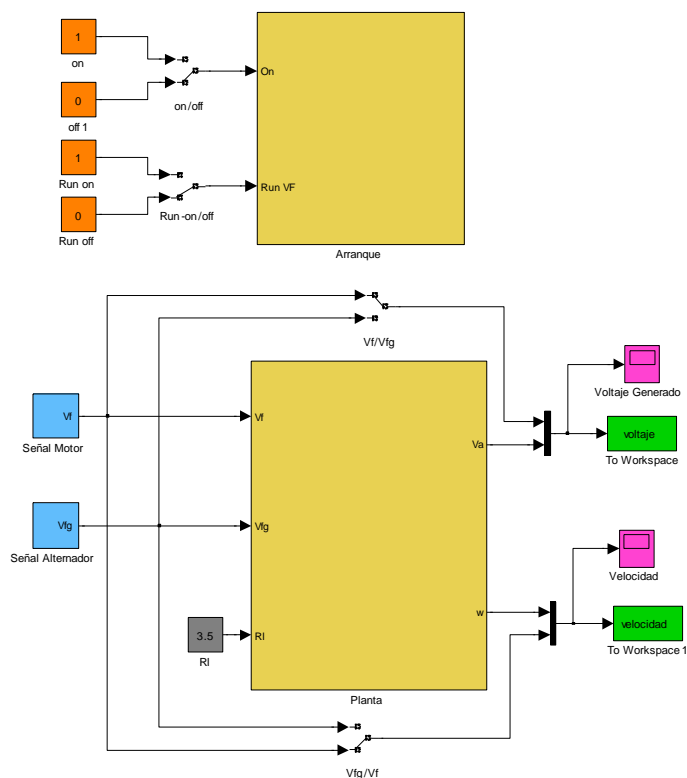 1
on
0
off 1
on/off
On
1
Run on
0
Run off
Run -on/off
Run VF
Arranque
Vf/Vfg
Vf
Señal Motor
Vf
Va
Voltaje Generado
voltaje
To Workspace
Vfg
Señal Alternador
Vfg
Velocidad
w
velocidad
To Workspace 1
3.5
Rl
Rl
Planta
Vfg/Vf